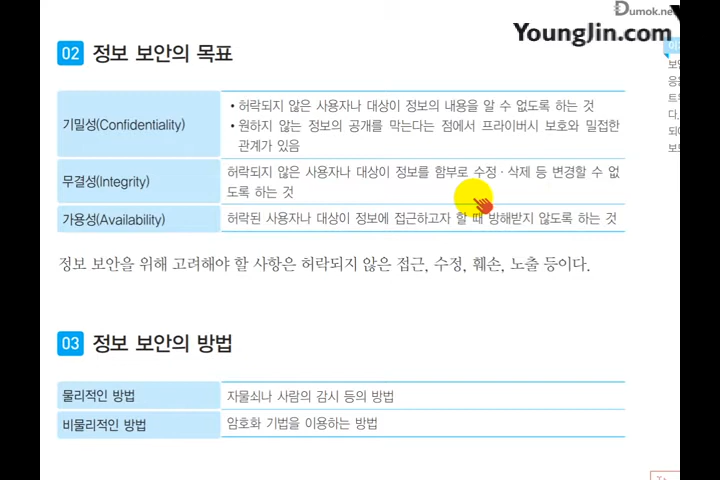 Dumok.ne
YoungJin.com
02 정보 보안의 목표
기밀성(Confidentiality)
• 허락되지 않은 사용자나 대상이 정보의 내용을 알 수 없도록 하는 것
• 원하지 않는 정보의 공개를 막는다는 점에서 프라이버시 보호와 밀접한
관계가 있음
무결성(Integrity)
허락되지 않은 사용자나 대상이 정보를 함부로 수정 · 삭제 등 변경할 수 없
도록 하는 것
가용성(Availability)
허락된 사용자나 대상이 정보에 접근하고자 할 때 방해받지 않도록 하는 것
정보 보안을 위해 고려해야 할 사항은 허락되지 않은 접근, 수정, 훼손, 노출 등이다.
03 정보 보안의 방법
물리적인 방법
자물쇠나 사람의 감시 등의 방법
비물리적인 방법
암호화 기법을 이용하는 방법